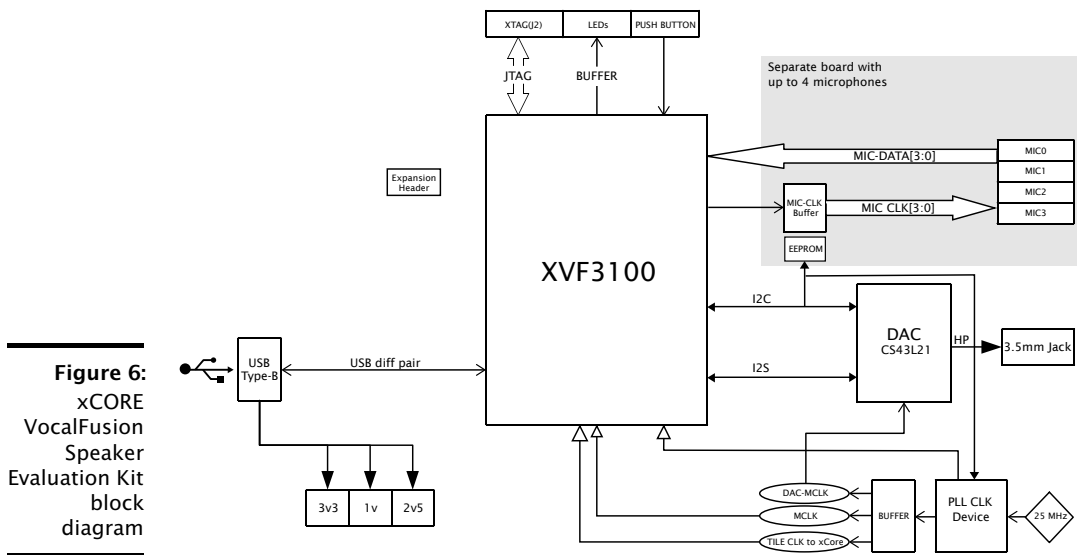 XTAG(J2)
LEDs
PUSH BUTTON
JTAG
BUFFER
Separate board with
up to 4 microphones
MIC-DATA[3:0]
MIC0
MIC1
MIC2
MIC3
Expansion
Header
MIC-CLK
Buffer
MIC CLK[3:0]
EEPROM
XVF3100
I2C
DAC
CS43L21
HP
3.5mm Jack
I2S
USB
Type-B
USB diff pair
3v3
1v
2v5
DAC-MCLK
MCLK
TILE CLK to xCore
BUFFER
PLL CLK
Device
25 MHz
Figure 6:
xCORE
VocalFusion
Speaker
Evaluation Kit
block
diagram